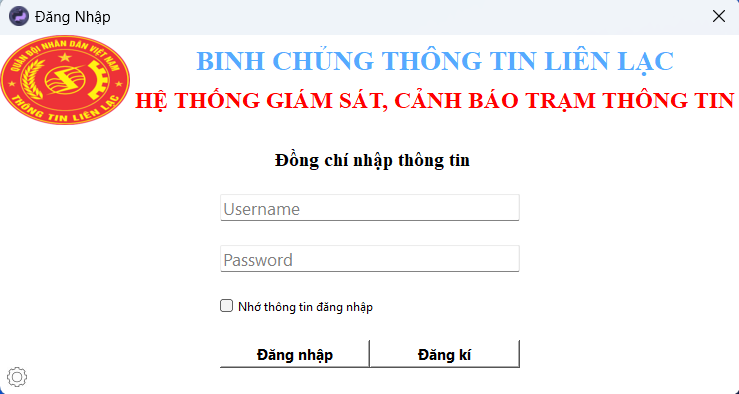 Đăng Nhập
QUÂN ĐỘI NHÂN DÂN VIỆT NAM
THÔNG TIN LIÊN LẠC
BINH CHỦNG THÔNG TIN LIÊN LẠC
HỆ THỐNG GIÁM SÁT, CẢNH BÁO TRẠM THÔNG TIN
Đồng chí nhập thông tin
Username
Password
Nhớ thông tin đăng nhập
Đăng nhập
Đăng kí